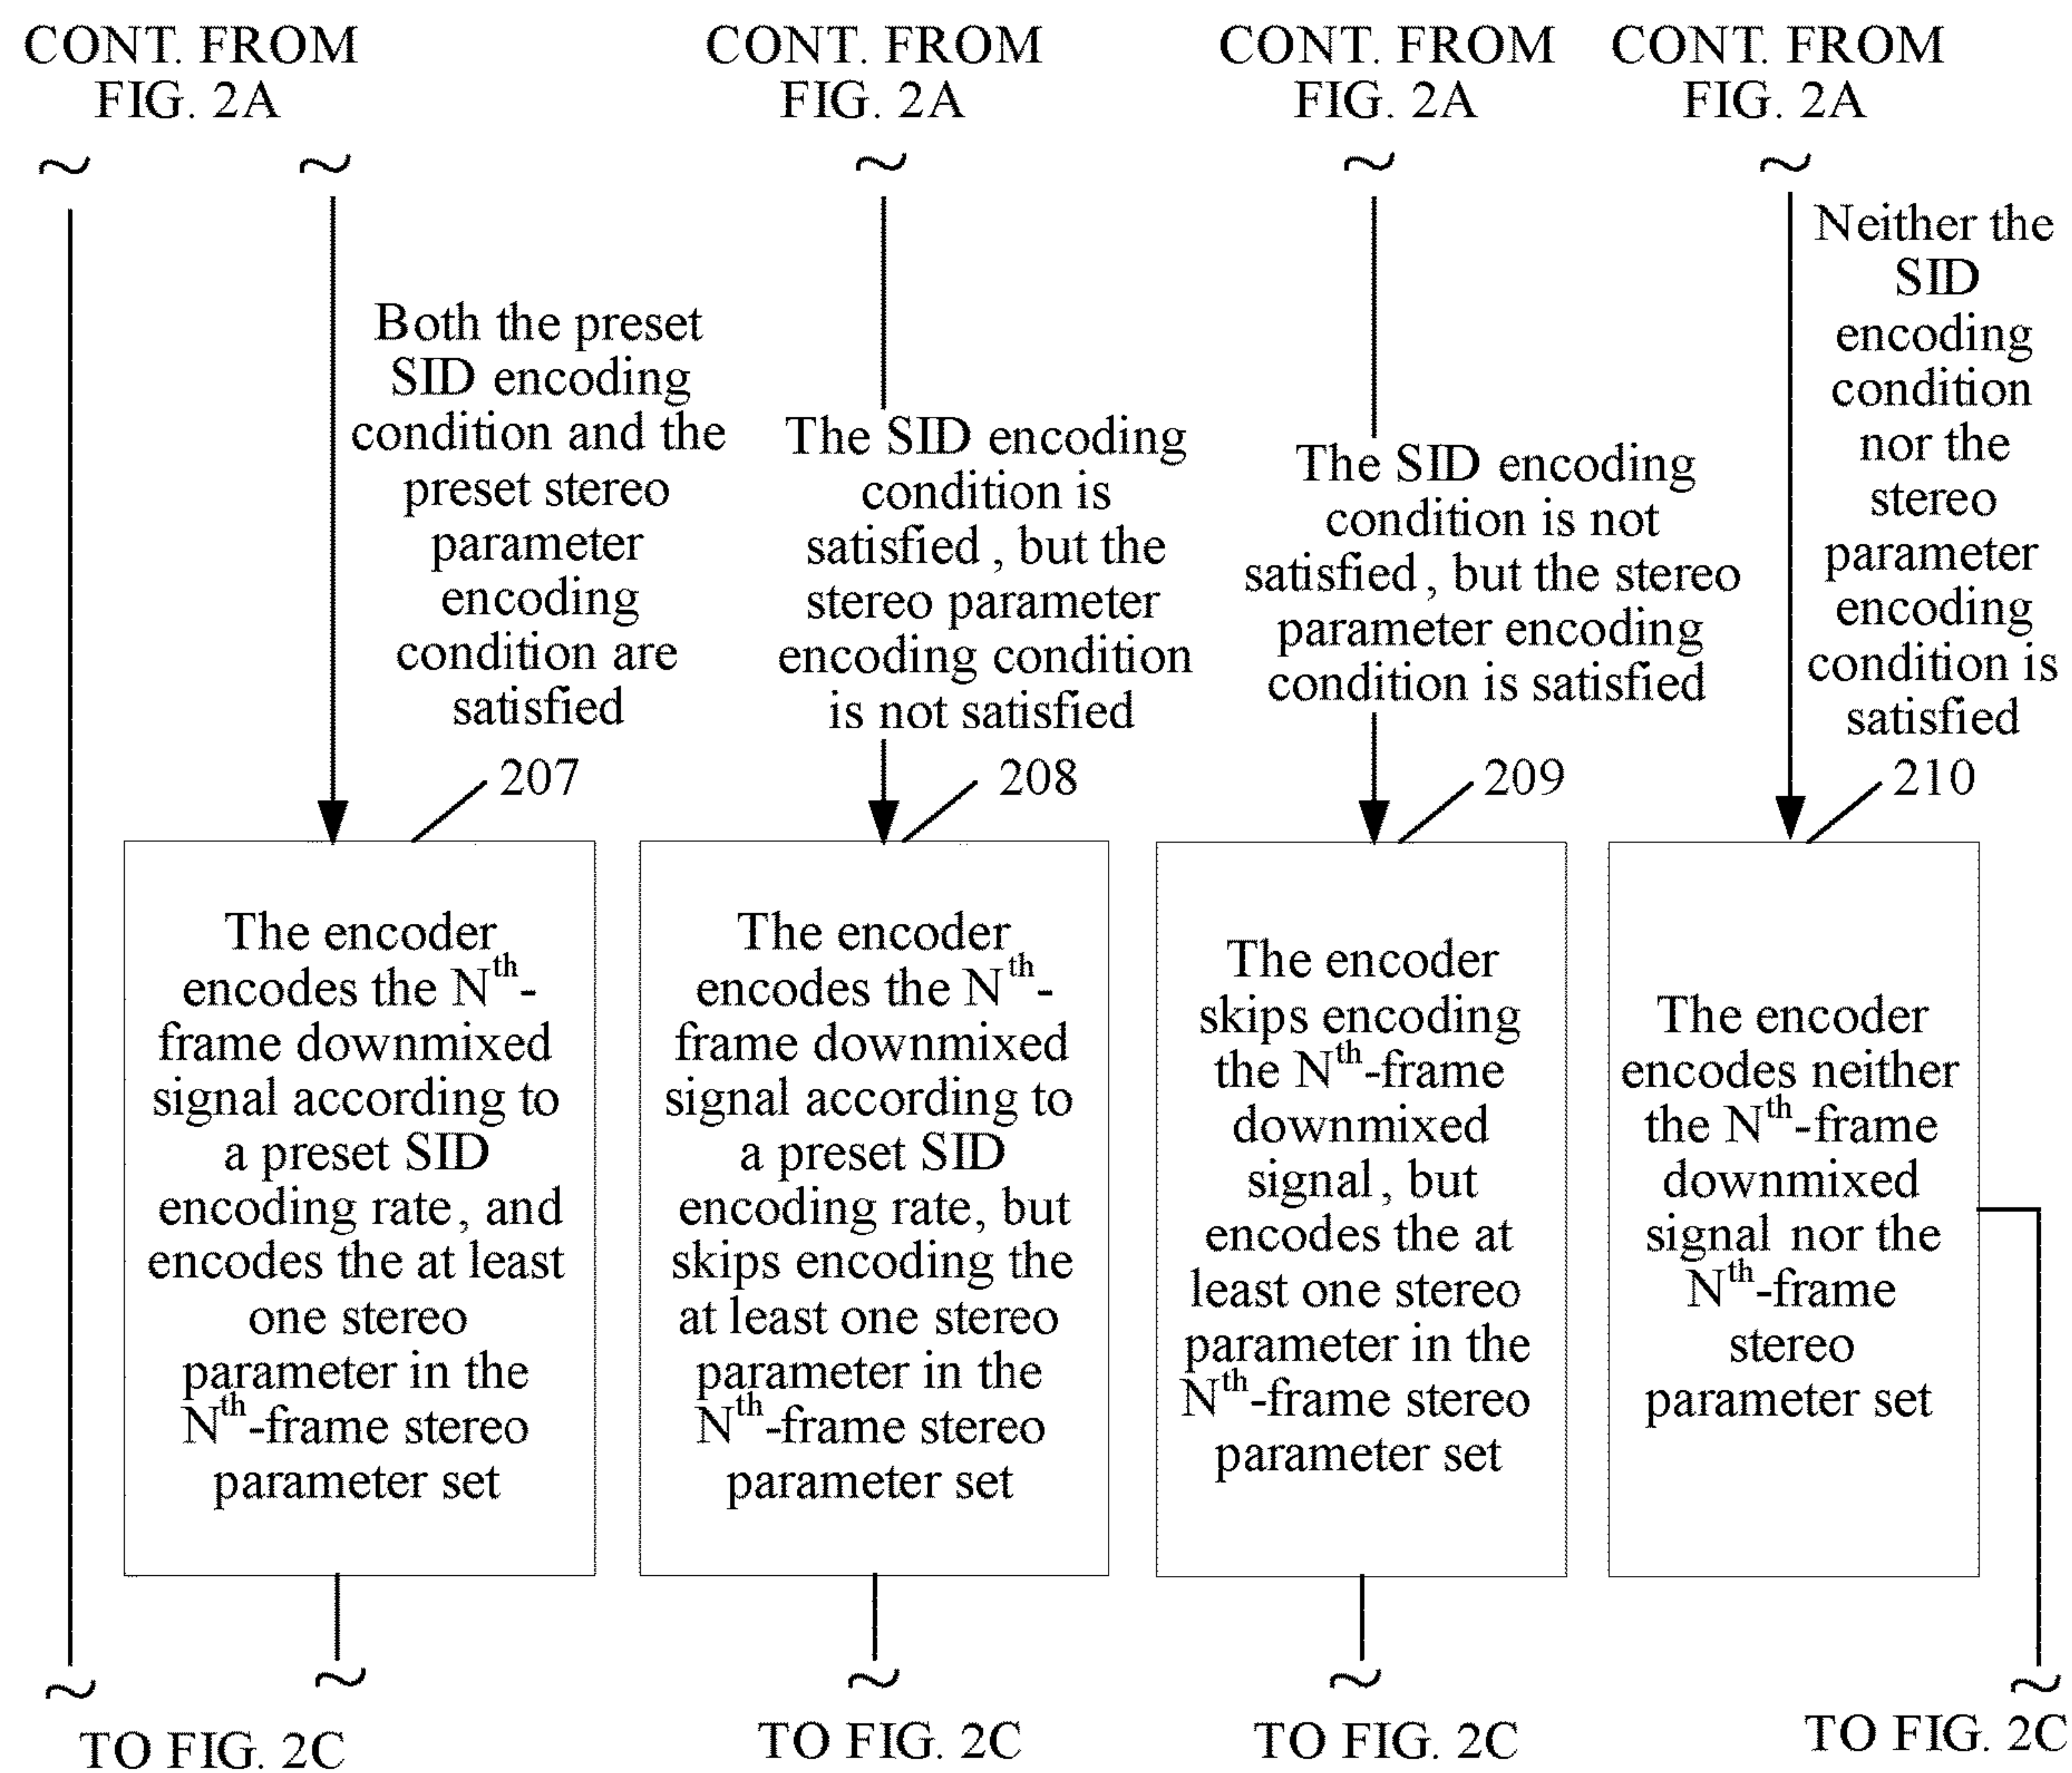 CONT. FROM
FIG. 2A
CONT. FROM
FIG. 2A
CONT. FROM
FIG. 2A
CONT. FROM
FIG. 2A
Both the preset
SID encoding
condition and the
preset stereo
parameter
encoding
condition are
satisfied
The SID encoding
condition is
satisfied, but the
stereo parameter
encoding condition
is not satisfied
The SID encoding
condition is not
satisfied, but the stereo
parameter encoding
condition is satisfied
Neither the
SID
encoding
condition
nor the
stereo
parameter
encoding
condition is
satisfied
207
208
209
210
The encoder
encodes the Nth-
frame downmixed
signal according to
a preset SID
encoding rate, and
encodes the at least
one stereo
parameter in the
Nth-frame stereo
parameter set
The encoder
encodes the Nth-
frame downmixed
signal according to
a preset SID
encoding rate, but
skips encoding the
at least one stereo
parameter in the
Nth-frame stereo
parameter set
The encoder
skips encoding
the Nth-frame
downmixed
signal, but
encodes the at
least one stereo
parameter in the
Nth-frame stereo
parameter set
The encoder
encodes neither
the Nth-frame
downmixed
signal nor the
Nth-frame
stereo
parameter set
TO FIG. 2C
TO FIG. 2C
TO FIG. 2C
TO FIG. 2C